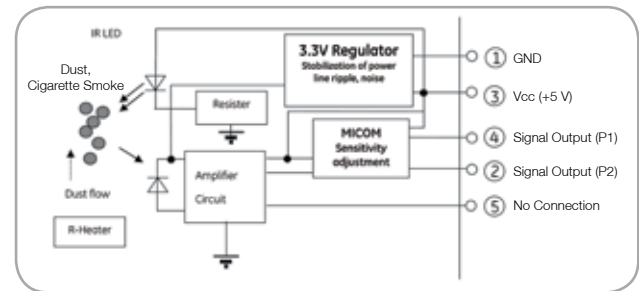 IR LED
Dust,
Cigarette Smoke
Dust flow
R-Heater
3.3V Regulator
Stabilization of power
line ripple, noise
Resister
MICOM
Sensitivity
adjustment
Amplifier
Circuit
1 GND
3 Vcc (+5 V)
4 Signal Output (P1)
2 Signal Output (P2)
5 No Connection